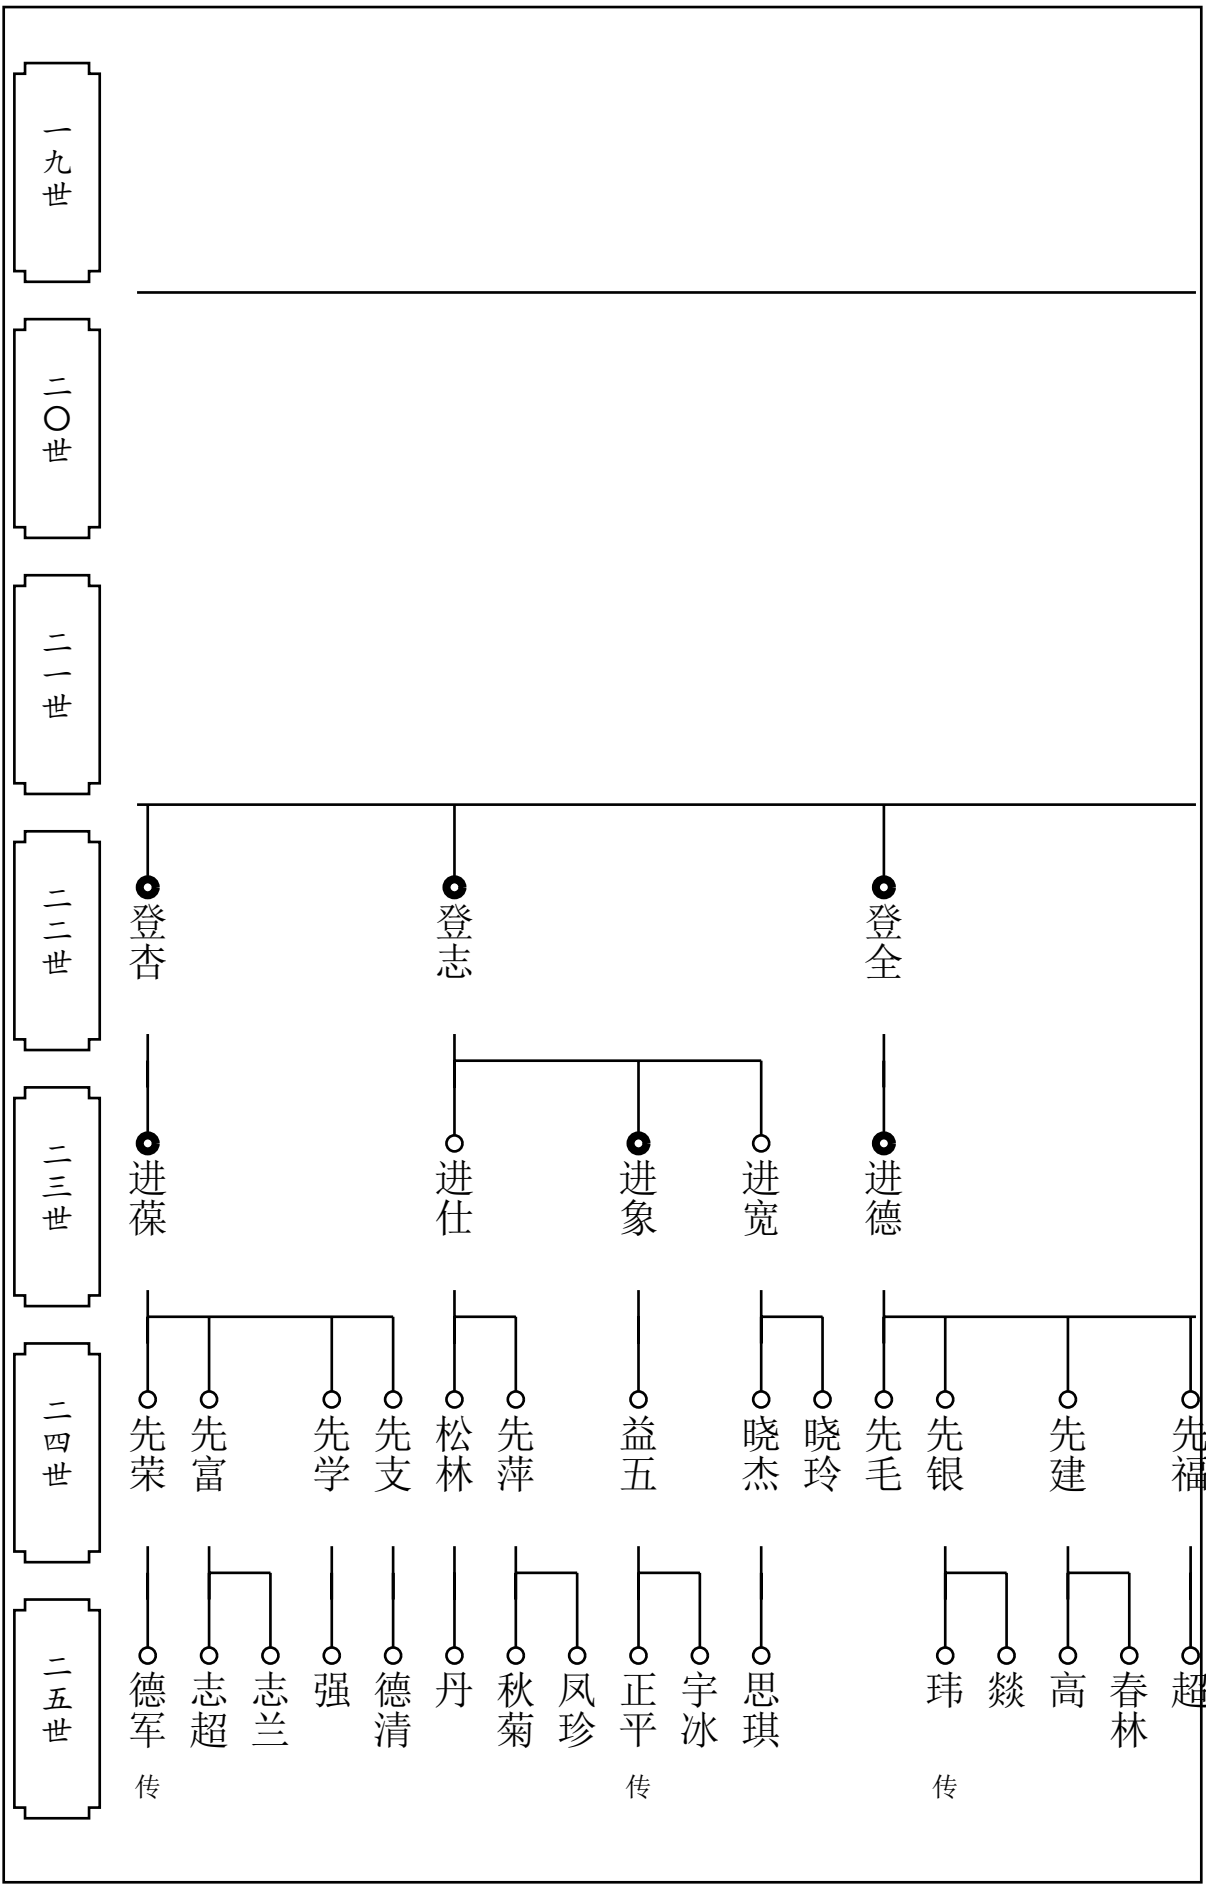 一九世
二〇世
二一世
二二世
登杏
登志
登全
二三世
进葆
进仕
进象
进宽
进德
二四世
先荣
先富
先学
先支
松林
先萍
益五
晓杰
晓玲
先毛
先银
先建
先福
二五世
德军
志超
志兰
强
德清
丹
秋菊
凤珍
正平
宇冰
思琪
玮
燚
高
春林
超
传
传
传